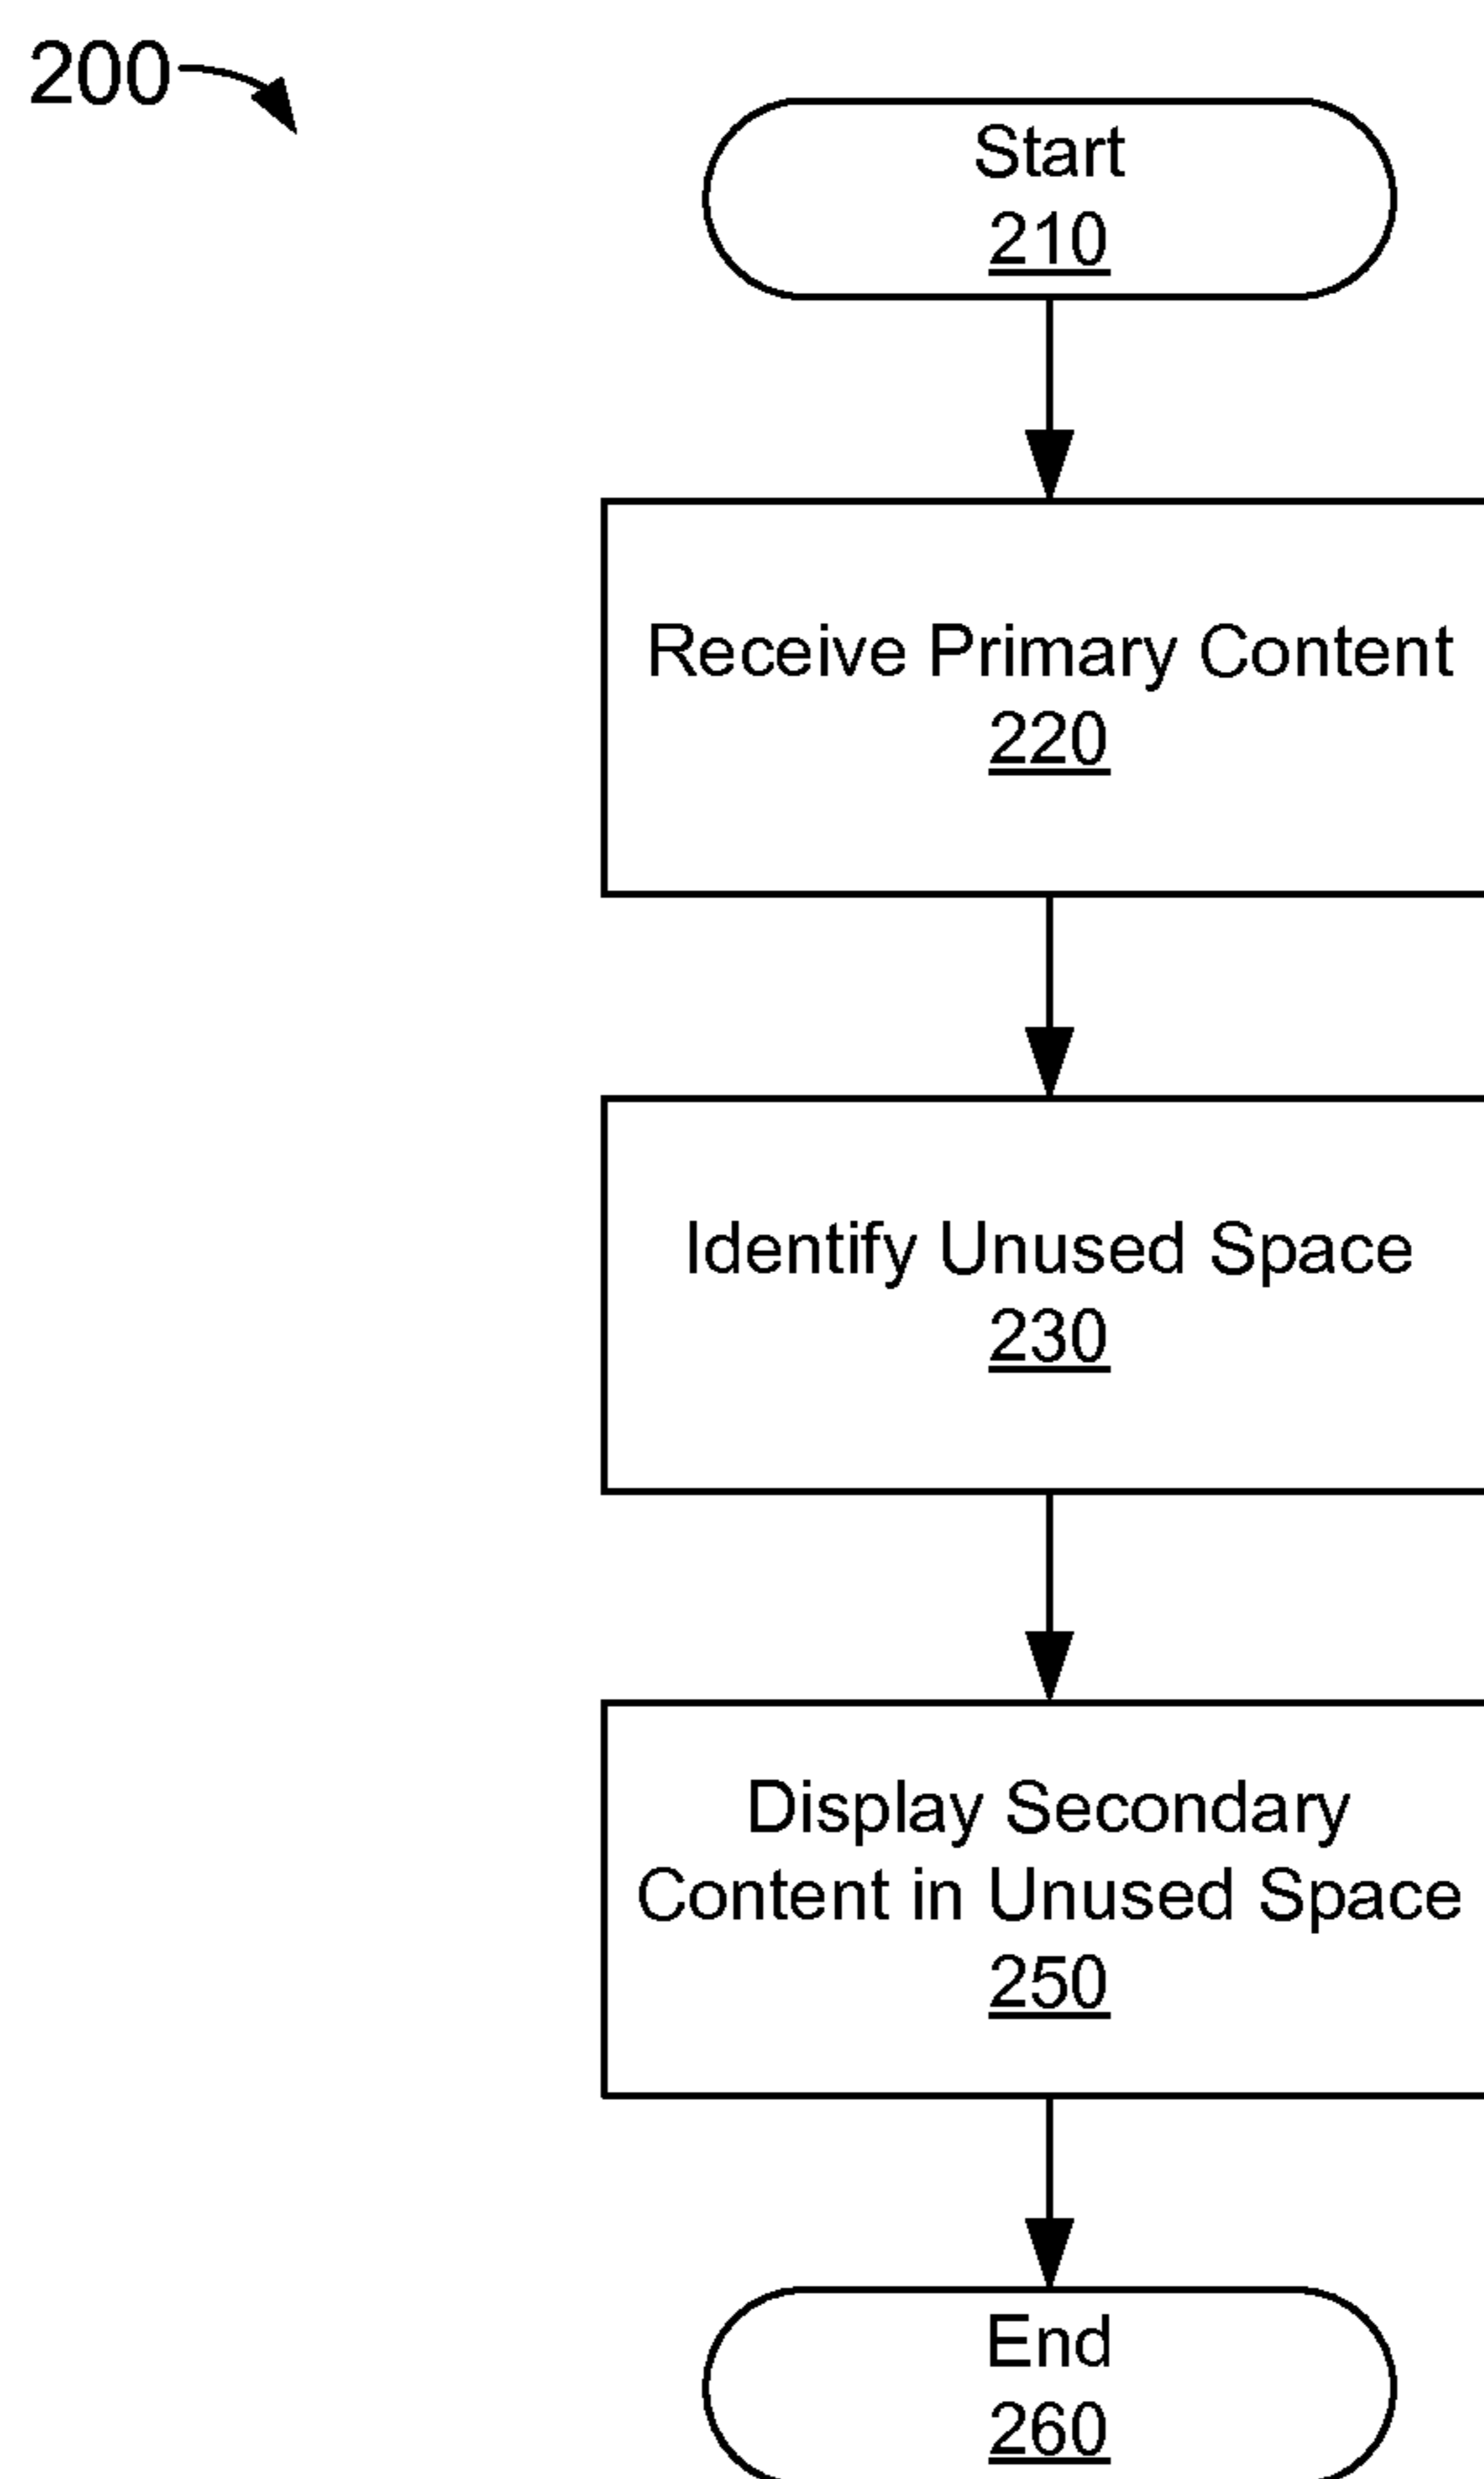 200
Start
210
Receive Primary Content
220
Identify Unused Space
230
Display Secondary
Content in Unused Space
250
End
260